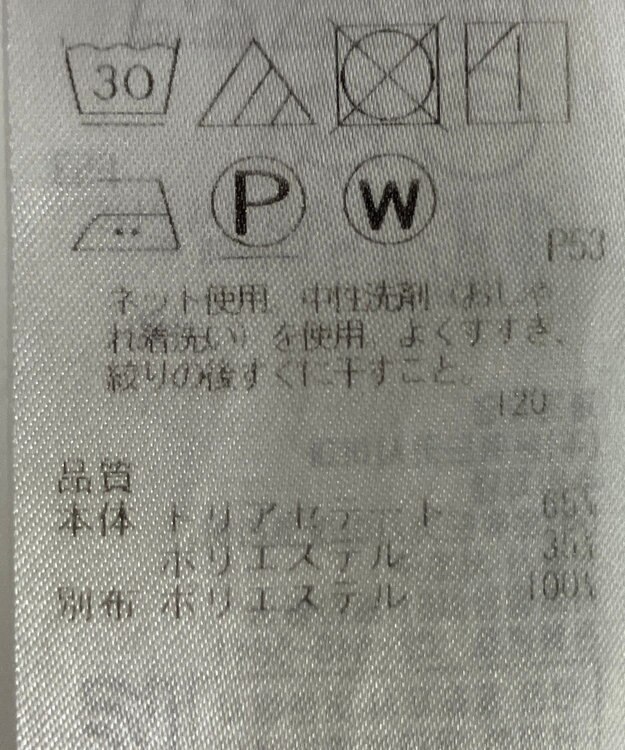 30
P W
P53
ネット使用 中性洗剤(おしゃ
れ着洗い)を使用 よくすすぎ、
絞りの後すぐに干すこと。
120
品質
本体 トリアセテート 65%
ポリエステル 35%
別布 ポリエステル 100%